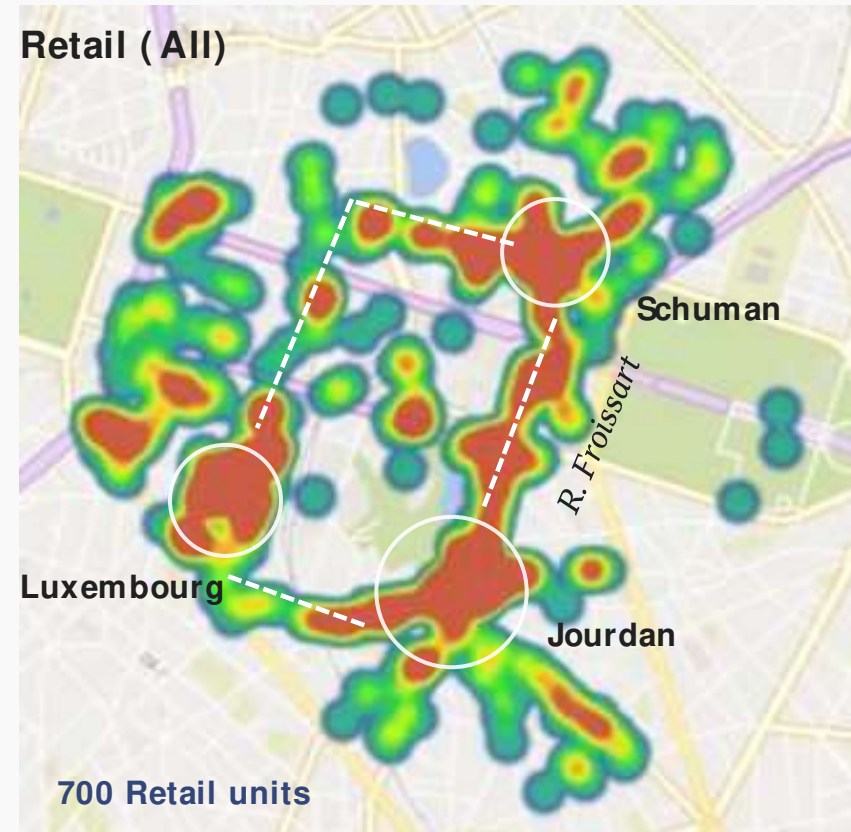 Retail (All)
Schuman
R. Froissart
Luxembourg
Jourdan
700 Retail units